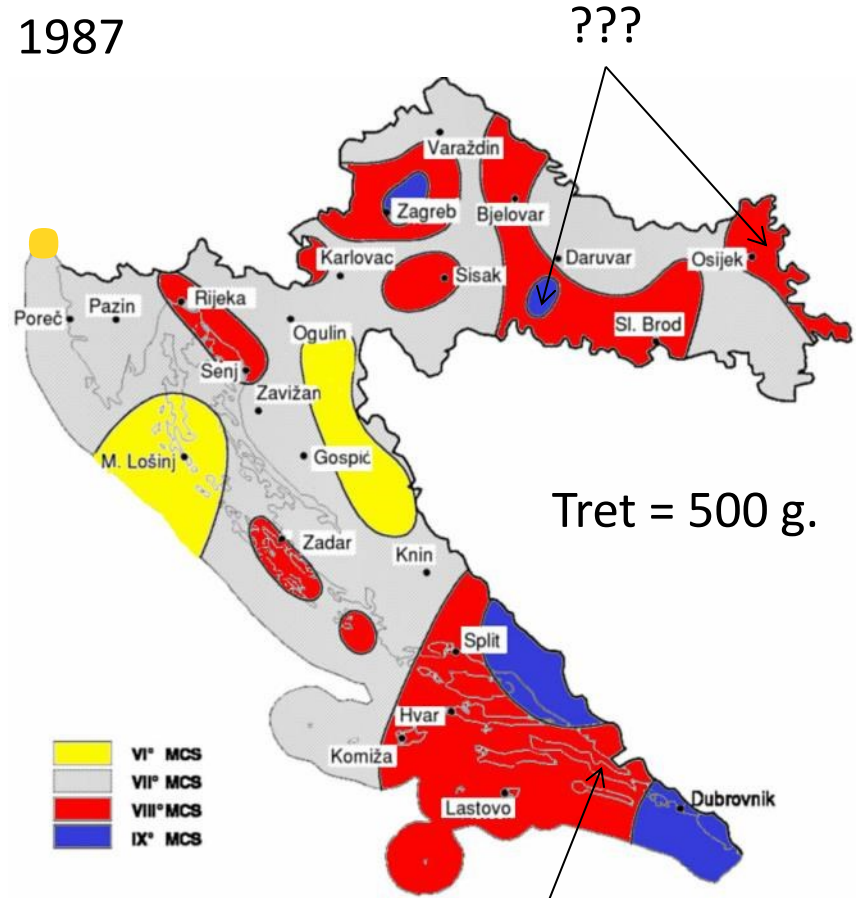 1987
???
Varaždin
Zagreb
Bjelovar
Karlovac
Sisak
Daruvar
Osijek
Poreč
Pazin
Rijeka
Ogulin
Sl. Brod
Senj
Zavižan
M. Lošinj
Gospić
Tret = 500 g.
Zadar
Knin
Split
Hvar
Komiža
Lastovo
Dubrovnik
VI° MCS
VII° MCS
VIII° MCS
IX° MCS